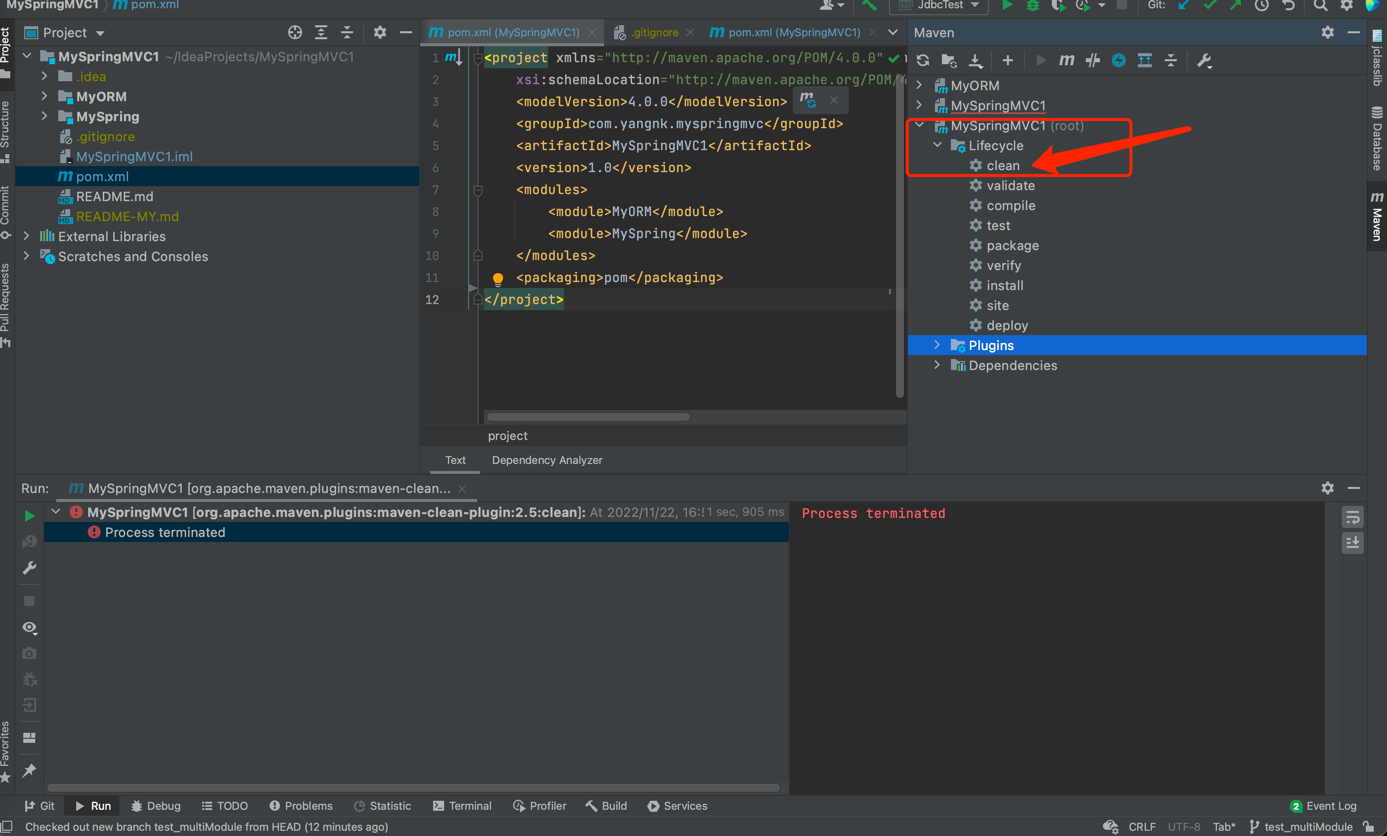 MySpringMVC1 〉 pom.xml
JdbcTest
Git:
Project
Structure
Commit
Pull Requests
Favorites
Project
MySpringMVC1 ~/IdeaProjects/MySpringMVC1
.idea
MyORM
MySpring
.gitignore
MySpringMVC1.iml
pom.xml
README.md
README-MY.md
External Libraries
Scratches and Consoles
pom.xml (MySpringMVC1)
.gitignore
pom.xml (MySpringMVC1)
1 <project xmlns="http://maven.apache.org/POM/4.0.0"
2 xsi:schemaLocation="http://maven.apache.org/POM/
3 <modelVersion>4.0.0</modelVersion>
4 <groupId>com.yangnk.myspringmvc</groupId>
5 <artifactId>MySpringMVC1</artifactId>
6 <version>1.0</version>
7 <modules>
8 <module>MyORM</module>
9 <module>MySpring</module>
10 </modules>
11 <packaging>pom</packaging>
12 </project>
project
Text Dependency Analyzer
Maven
MyORM
MySpringMVC1
MySpringMVC1 (root)
Lifecycle
clean
validate
compile
test
package
verify
install
site
deploy
Plugins
Dependencies
jclasslib
Database
Maven
Run: MySpringMVC1 [org.apache.maven.plugins:maven-clean...
MySpringMVC1 [org.apache.maven.plugins:maven-clean-plugin:2.5:clean]: At 2022/11/22, 16:! 1 sec, 905 ms
Process terminated
Process terminated
Git Run Debug TODO Problems Statistic Terminal Profiler Build Services 2 Event Log
Checked out new branch test_multiModule from HEAD (12 minutes ago) CRLF UTF-8 Tab* test_multiModule